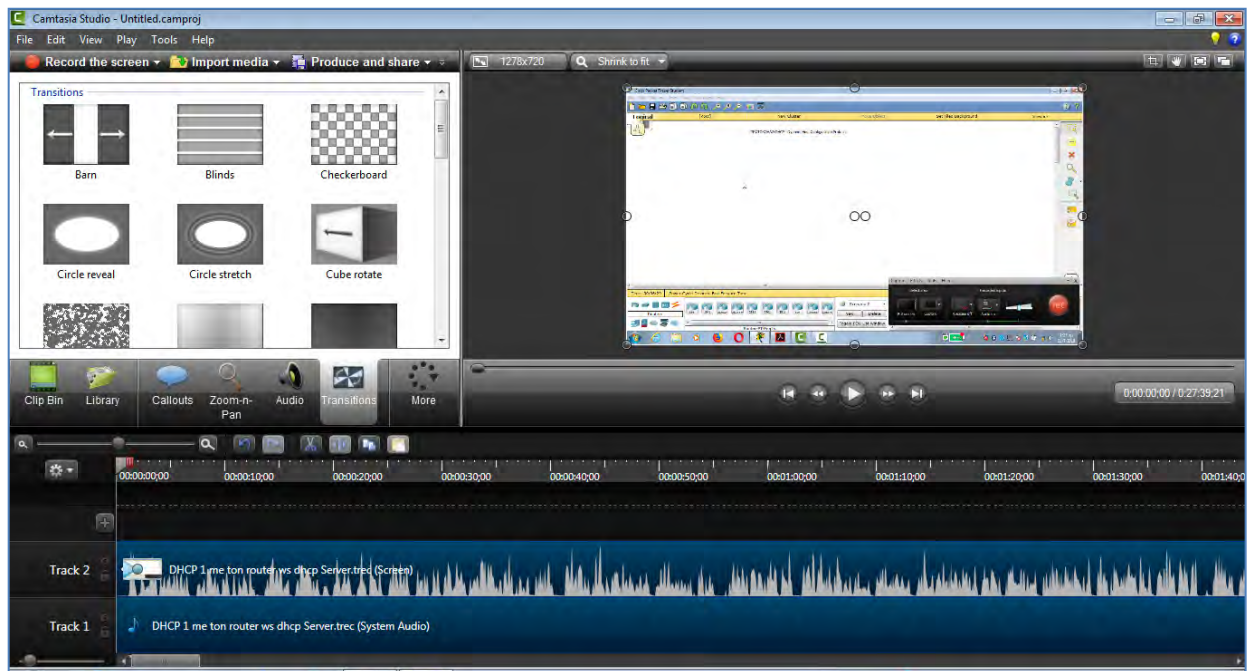 Camtasia Studio - Untitled.camproj
File Edit View Play Tools Help
Record the screen Import media Produce and share
1278x720 Shrink to fit
Transitions
Barn Blinds Checkerboard
Circle reveal Circle stretch Cube rotate
Clip Bin Library Callouts Zoom-n-Pan Audio Transitions More
0:00:00;00 / 0:27:39;21
00:00:00;00 00:00:10;00 00:00:20;00 00:00:30;00 00:00:40;00 00:00:50;00 00:01:00;00 00:01:10;00 00:01:20;00 00:01:30;00 00:01:40;0
Track 2 DHCP 1 me ton router ws dhcp Server.trec (Screen)
Track 1 DHCP 1 me ton router ws dhcp Server.trec (System Audio)